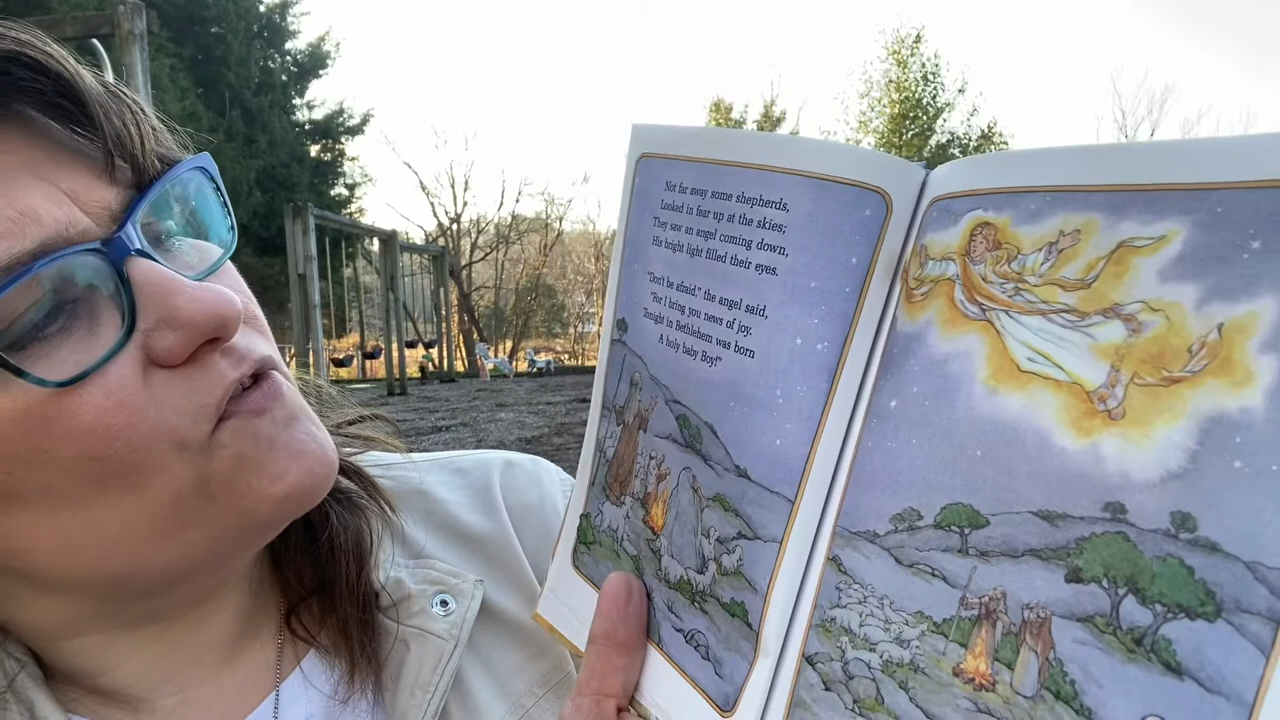 Not far away some shepherds,
Looked in fear up at the skies;
They saw an angel coming down,
His bright light filled their eyes.
"Don't be afraid," the angel said,
"For I bring you news of joy.
Tonight in Bethlehem was born
A holy baby Boy!"